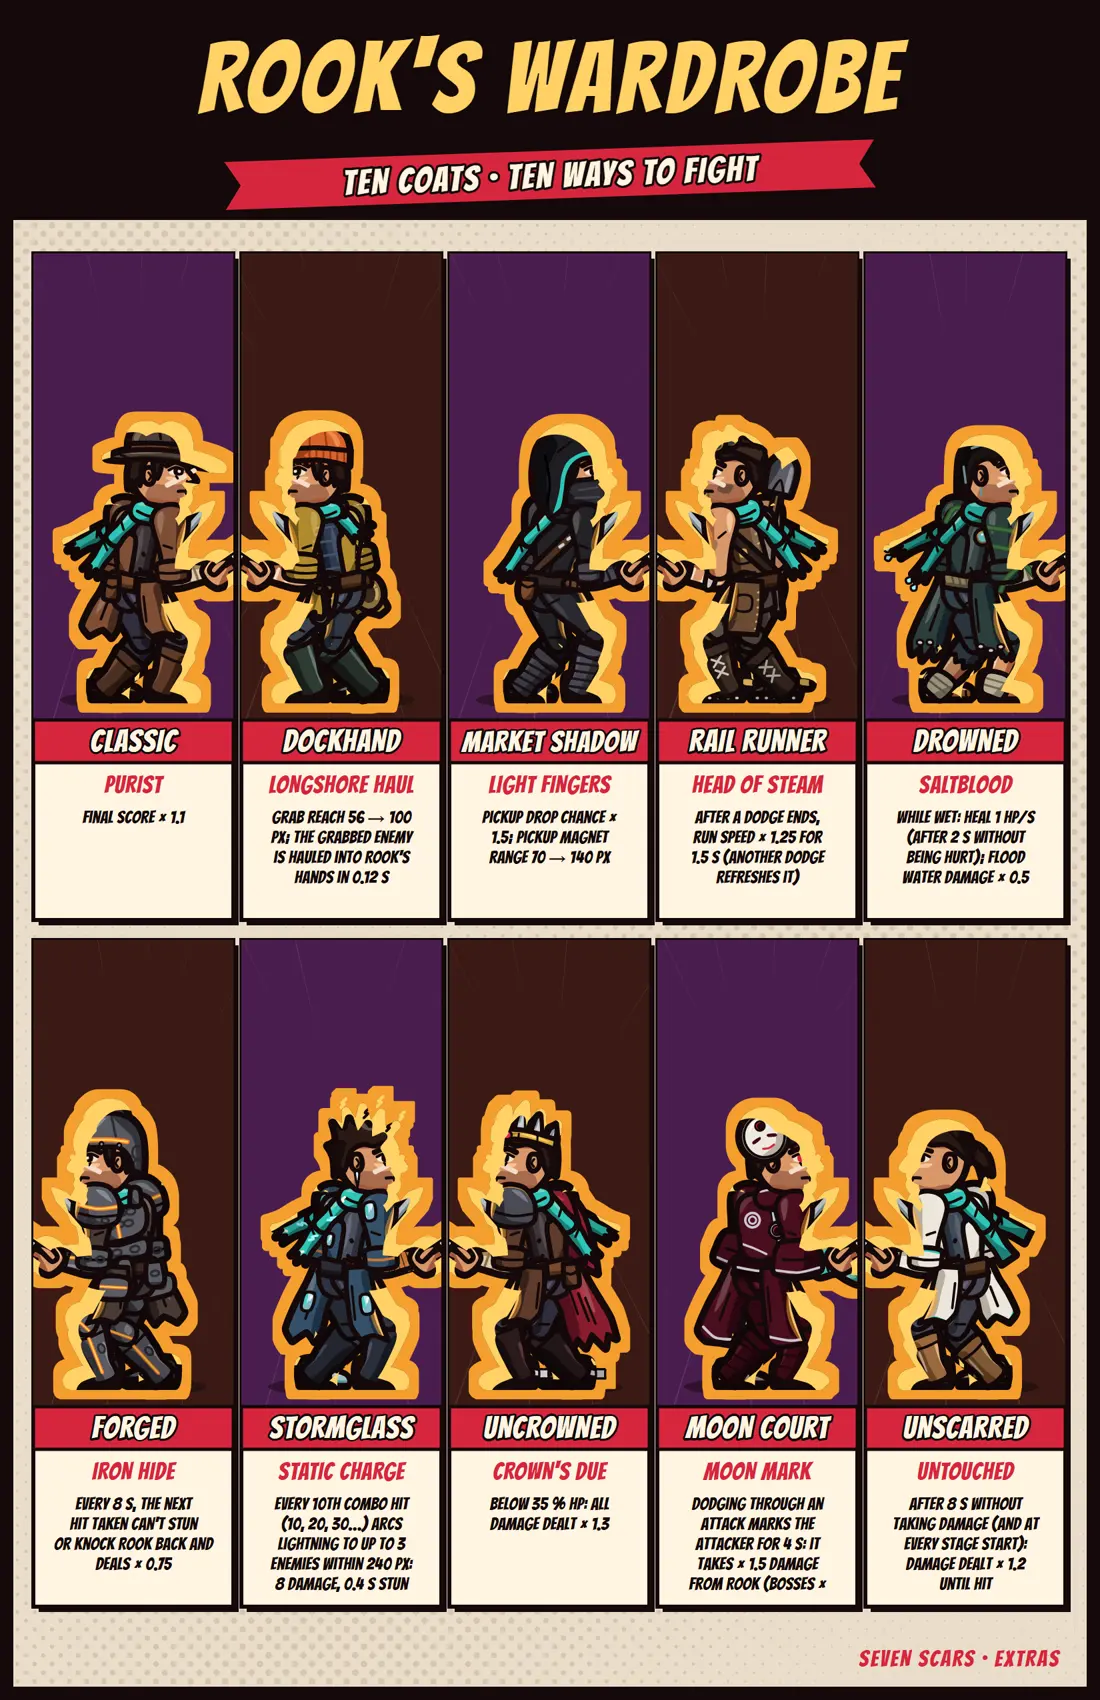 ROOK'S WARDROBE
TEN COATS • TEN WAYS TO FIGHT
CLASSIC
PURIST
FINAL SCORE × 1.1
DOCKHAND
LONGSHORE HAUL
GRAB REACH 56 → 100
PX; THE GRABBED ENEMY
IS HAULED INTO ROOK'S
HANDS IN 0.12 S
MARKET SHADOW
LIGHT FINGERS
PICKUP DROP CHANCE ×
1.5; PICKUP MAGNET
RANGE 70 → 140 PX
RAIL RUNNER
HEAD OF STEAM
AFTER A DODGE ENDS,
RUN SPEED × 1.25 FOR
1.5 S (ANOTHER DODGE
REFRESHES IT)
DROWNED
SALTBLOOD
WHILE WET: HEAL 1 HP/S
(AFTER 2 S WITHOUT
BEING HURT); FLOOD
WATER DAMAGE × 0.5
FORGED
IRON HIDE
EVERY 8 S, THE NEXT
HIT TAKEN CAN'T STUN
OR KNOCK ROOK BACK AND
DEALS × 0.75
STORMGLASS
STATIC CHARGE
EVERY 10TH COMBO HIT
(10, 20, 30...) ARCS
LIGHTNING TO UP TO 3
ENEMIES WITHIN 240 PX:
8 DAMAGE, 0.4 S STUN
UNCROWNED
CROWN'S DUE
BELOW 35 % HP: ALL
DAMAGE DEALT × 1.3
MOON COURT
MOON MARK
DODGING THROUGH AN
ATTACK MARKS THE
ATTACKER FOR 4 S: IT
TAKES × 1.5 DAMAGE
FROM ROOK (BOSSES ×
UNSCARRED
UNTOUCHED
AFTER 8 S WITHOUT
TAKING DAMAGE (AND AT
EVERY STAGE START):
DAMAGE DEALT × 1.2
UNTIL HIT
SEVEN SCARS • EXTRAS